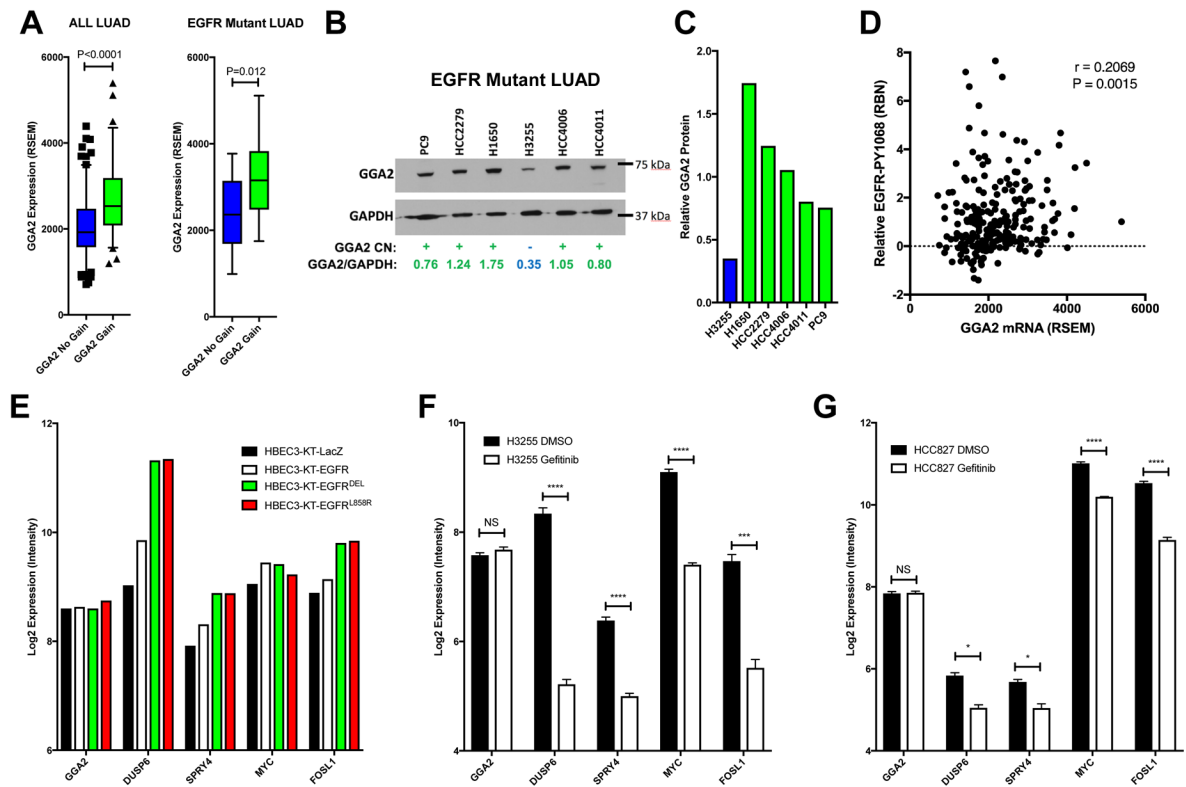 A
ALL LUAD
P<0.0001
GGA2 Expression (RSEM)
6000
4000
2000
0
GGA2 No Gain
GGA2 Gain
EGFR Mutant LUAD
P=0.012
GGA2 Expression (RSEM)
6000
4000
2000
0
GGA2 No Gain
GGA2 Gain
B
EGFR Mutant LUAD
PC9
HCC2279
H1650
H3255
HCC4006
HCC4011
GGA2
75 kDa
GAPDH
37 kDa
GGA2 CN: + + + - + +
GGA2/GAPDH: 0.76 1.24 1.75 0.35 1.05 0.80
C
Relative GGA2 Protein
2.0
1.5
1.0
0.5
0.0
H3255
H1650
HCC2279
HCC4006
HCC4011
PC9
D
r = 0.2069
P = 0.0015
Relative EGFR-PY1068 (RBN)
8
6
4
2
0
-2
0 2000 4000 6000
GGA2 mRNA (RSEM)
E
HBEC3-KT-LacZ
HBEC3-KT-EGFR
HBEC3-KT-EGFRDEL
HBEC3-KT-EGFRL858R
Log2 Expression (Intensity)
12
10
8
6
GGA2
DUSP6
SPRY4
MYC
FOSL1
F
H3255 DMSO
H3255 Gefitinib
Log2 Expression (Intensity)
10
8
6
4
NS
****
****
****
***
GGA2
DUSP6
SPRY4
MYC
FOSL1
G
HCC827 DMSO
HCC827 Gefitinib
Log2 Expression (Intensity)
12
10
8
6
4
NS
*
*
****
****
GGA2
DUSP6
SPRY4
MYC
FOSL1